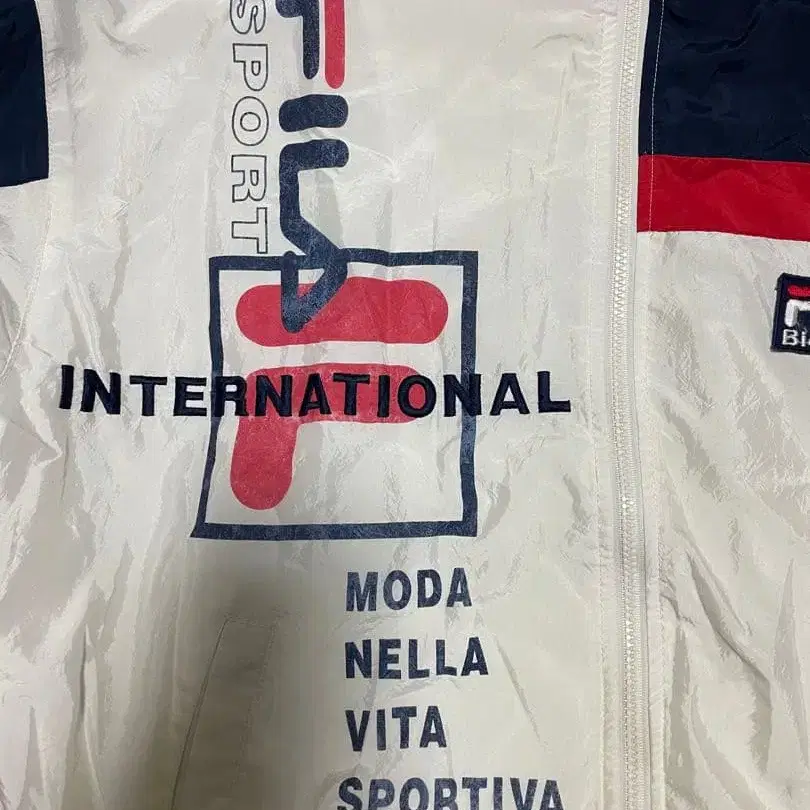 FILA
SPORT
INTERNATIONAL
MODA
NELLA
VITA
SPORTIVA